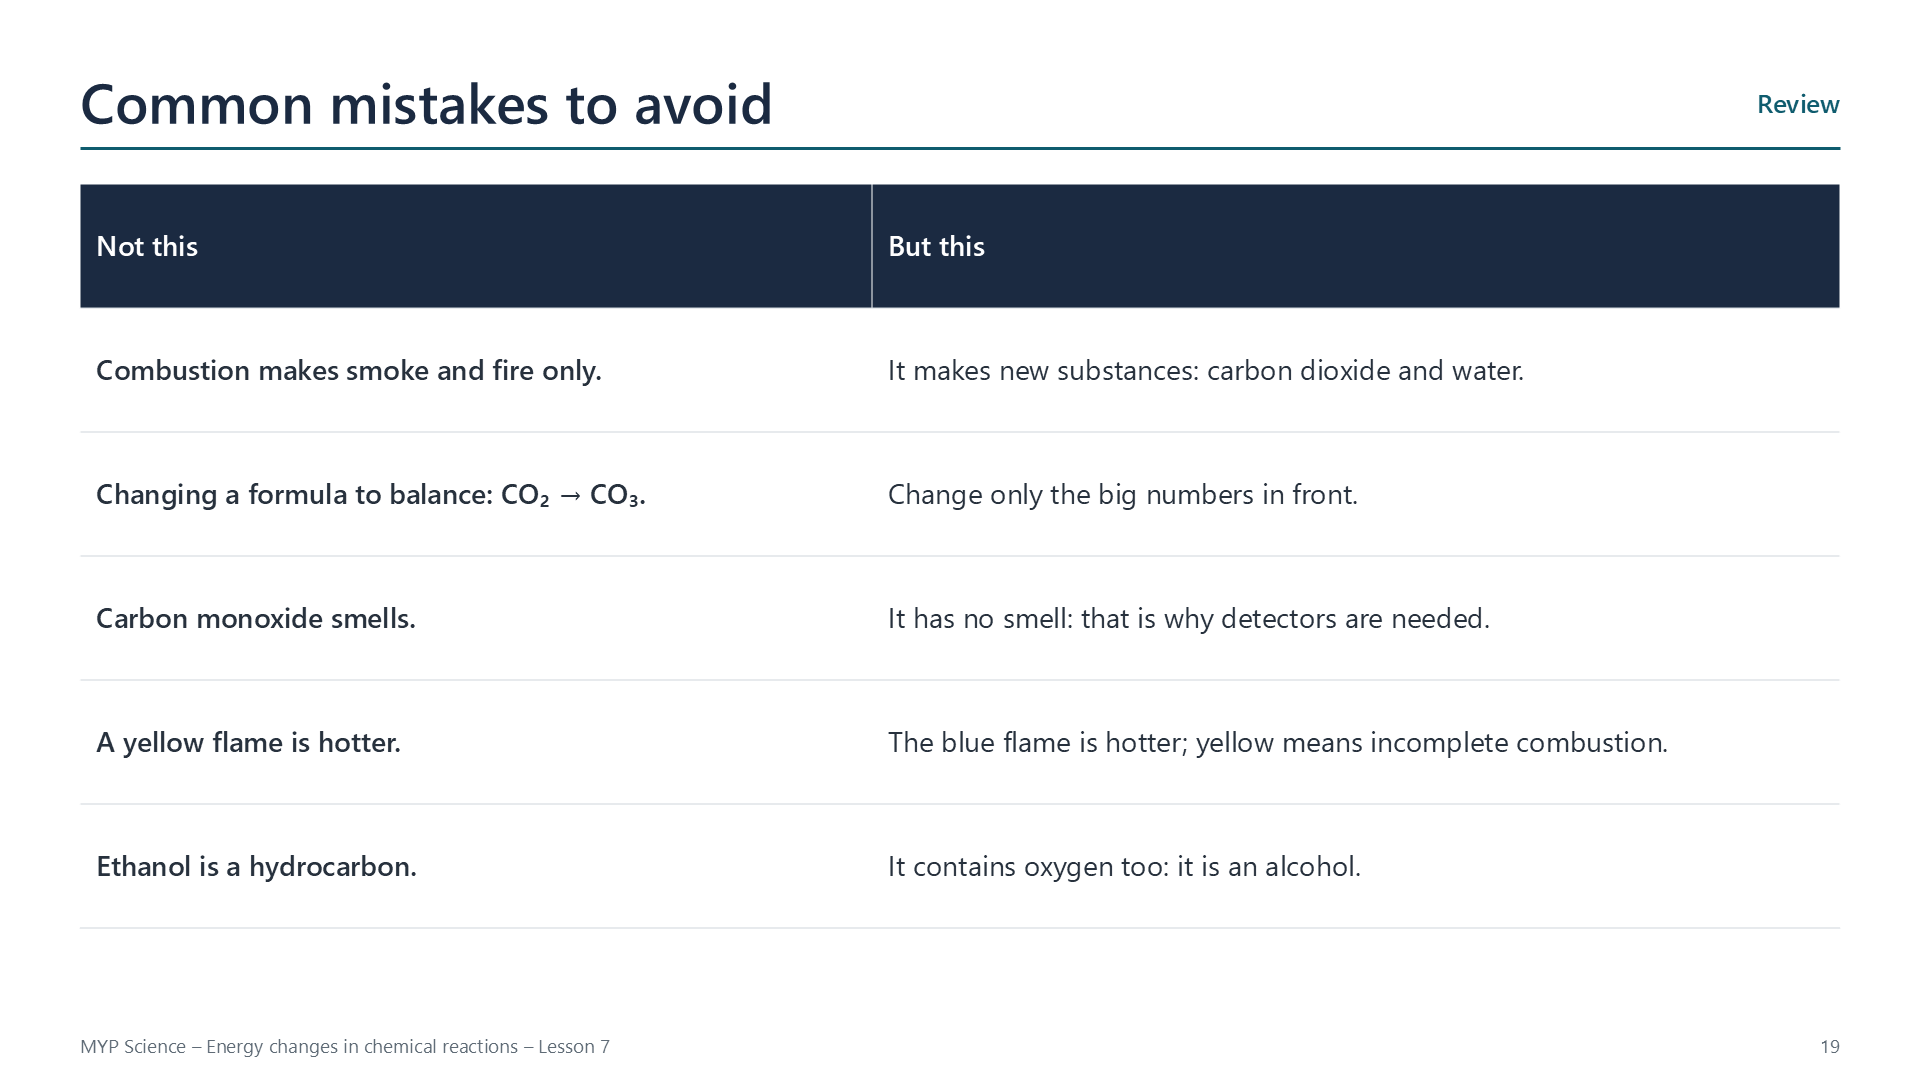 Common mistakes to avoid
Review
Not this
But this
Combustion makes smoke and fire only.
It makes new substances: carbon dioxide and water.
Changing a formula to balance: CO₂ → CO₃.
Change only the big numbers in front.
Carbon monoxide smells.
It has no smell: that is why detectors are needed.
A yellow flame is hotter.
The blue flame is hotter; yellow means incomplete combustion.
Ethanol is a hydrocarbon.
It contains oxygen too: it is an alcohol.
MYP Science – Energy changes in chemical reactions – Lesson 7
19